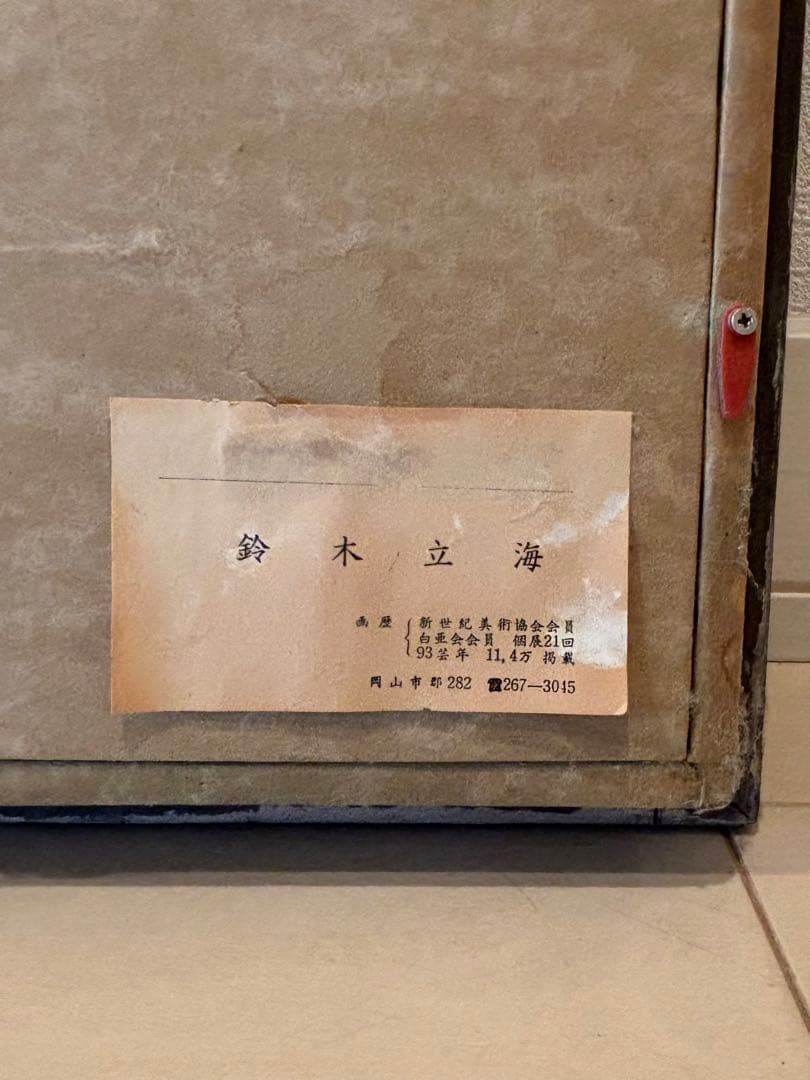 鈴木立海
画歴 新世紀美術協会会員
白亜会会員 個展21回
93芸年 11,4万 掲載
岡山市郡282 ☎267―3045